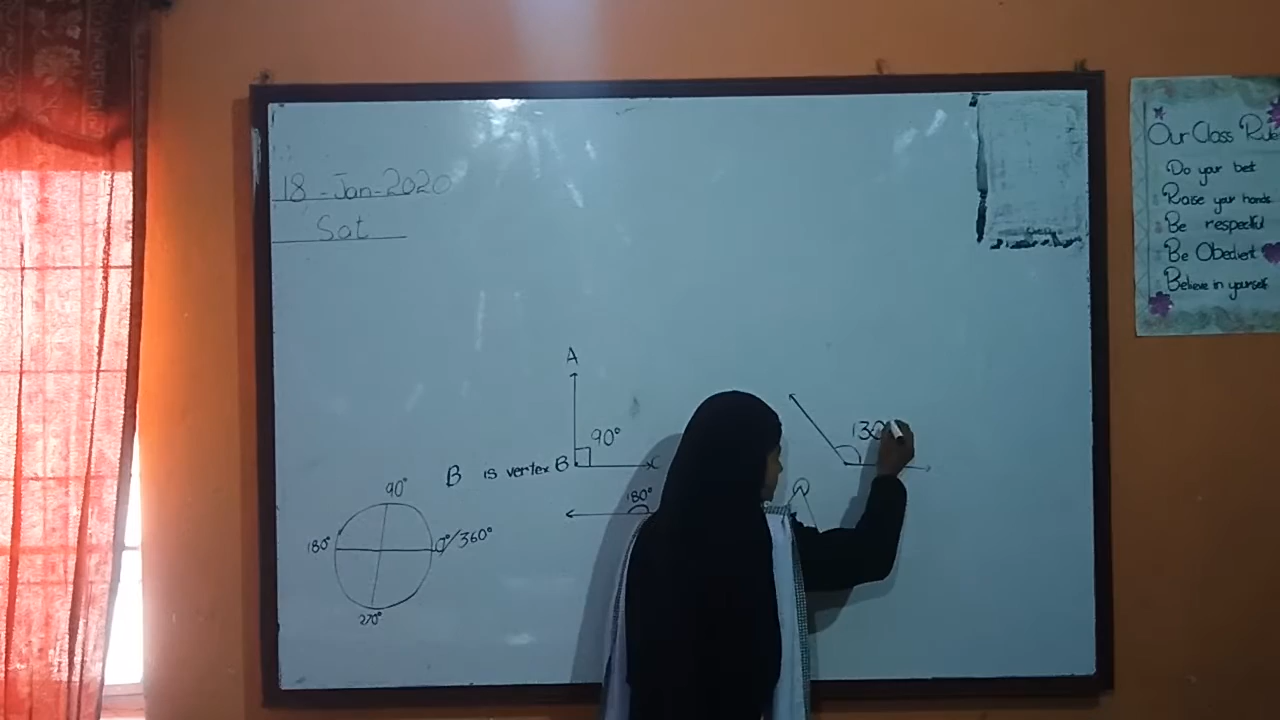 18-Jan-2020
Sat
A
90°
B is vertex B
x
180°
130
90°
180°
0°/360°
270°
Our Class Rule
Do your bet
Raise your hands
Be respectful
Be Obedient
Believe in yourself